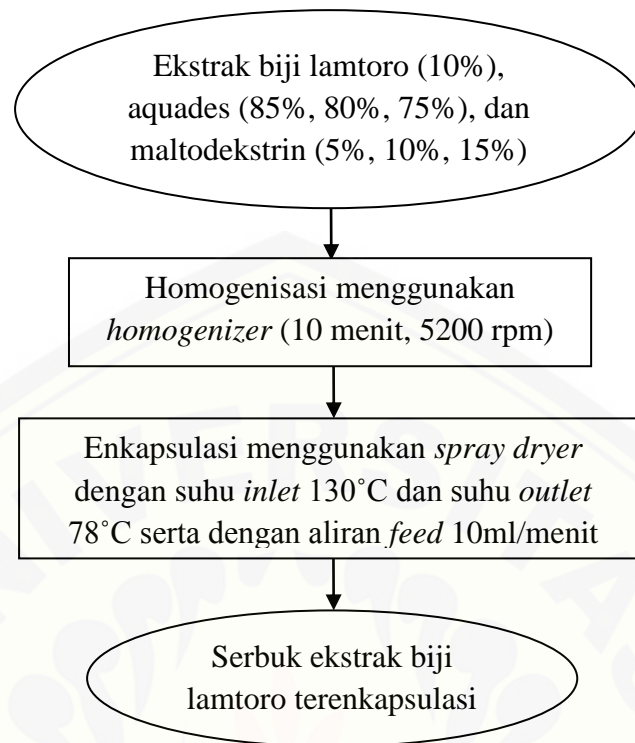 Ekstrak biji lamtoro (10%),
aquades (85%, 80%, 75%), dan
maltodekstrin (5%, 10%, 15%)
Homogenisasi menggunakan
homogenizer (10 menit, 5200 rpm)
Enkapsulasi menggunakan spray dryer
dengan suhu inlet 130˚C dan suhu outlet
78˚C serta dengan aliran feed 10ml/menit
Serbuk ekstrak biji
lamtoro terenkapsulasi